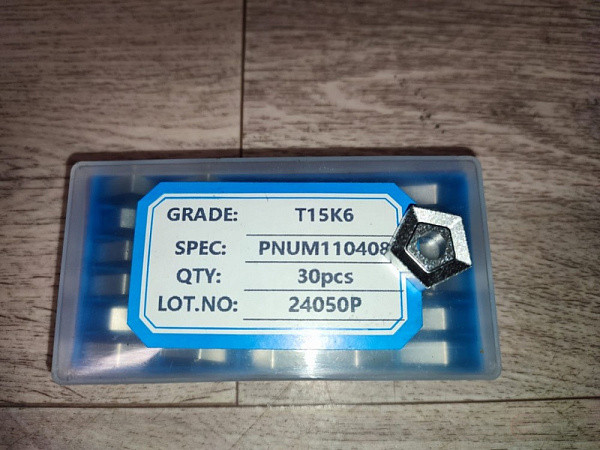 GRADE: T15K6
SPEC: PNUM110408
QTY: 30pcs
LOT.NO: 24050P